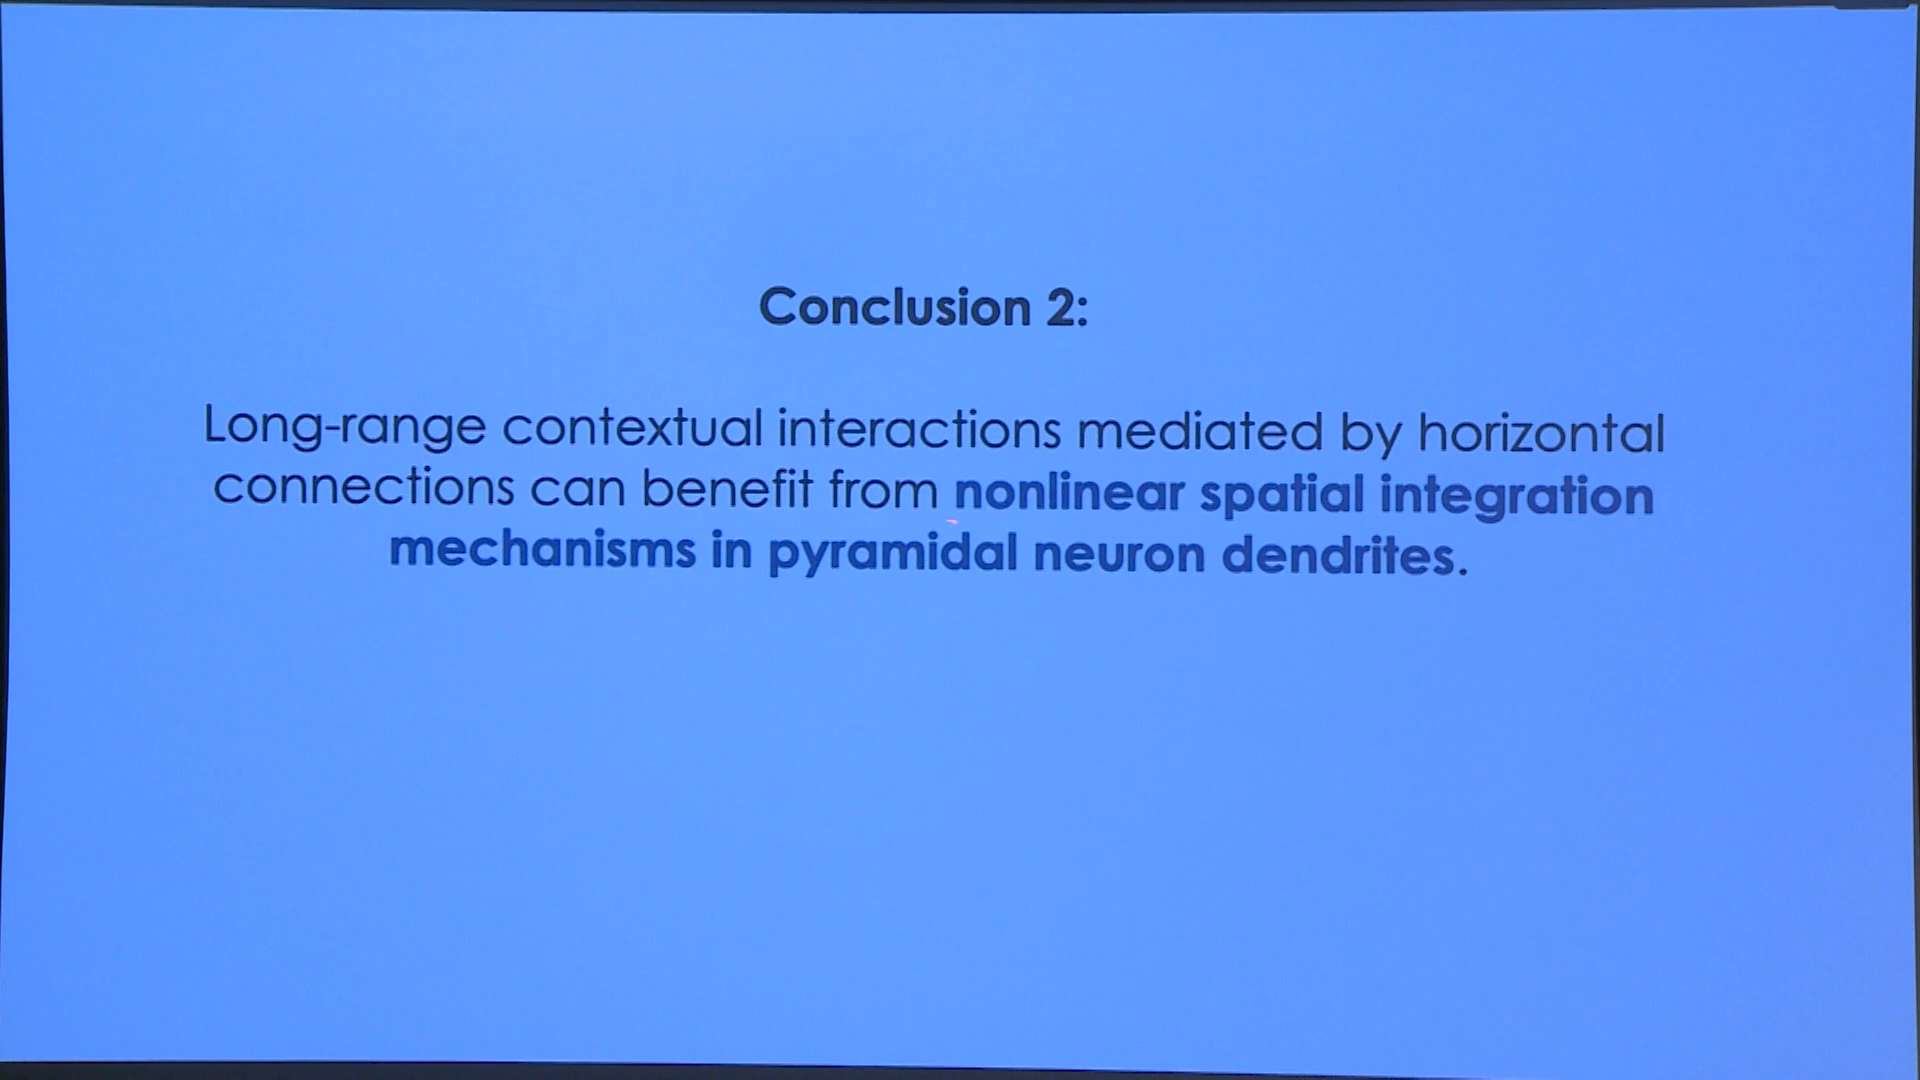 Conclusion 2:
Long-range contextual interactions mediated by horizontal
connections can benefit from nonlinear spatial integration
mechanisms in pyramidal neuron dendrites.